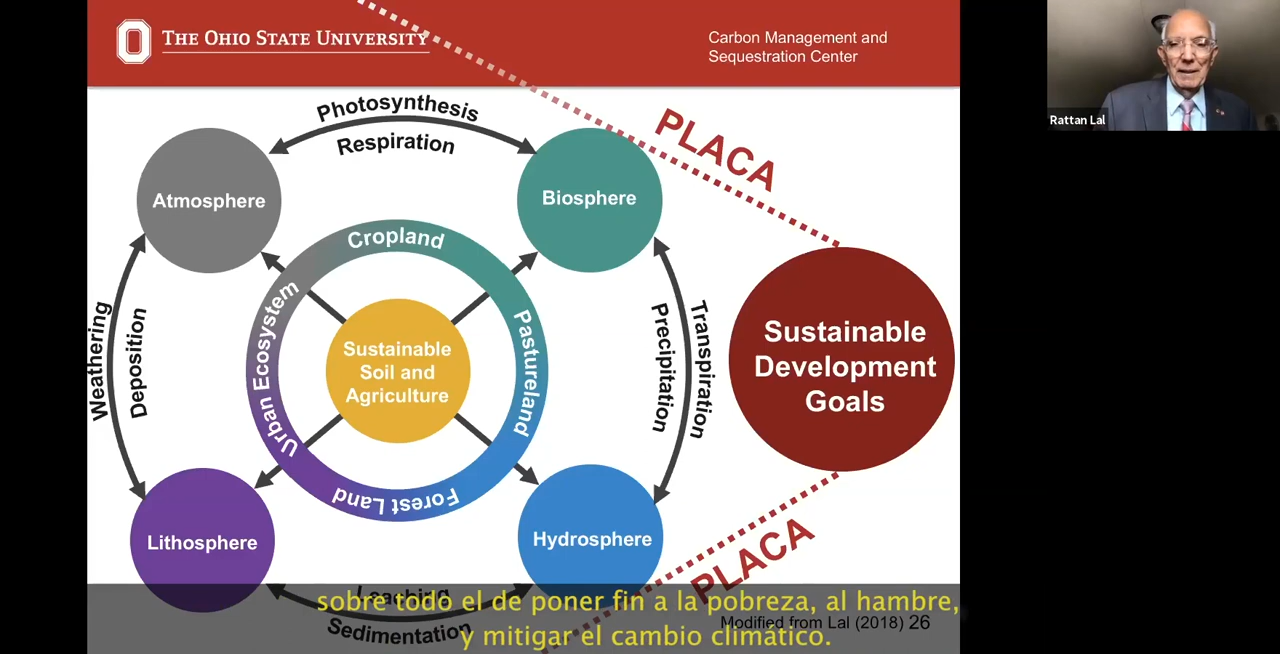 THE OHIO STATE UNIVERSITY
Carbon Management and
Sequestration Center
Rattan Lal
Photosynthesis
Respiration
PLACA
Atmosphere
Biosphere
Cropland
Pastureland
Forest Land
Urban Ecosystem
Sustainable
Soil and
Agriculture
Weathering
Deposition
Precipitation
Transpiration
Sustainable
Development
Goals
Lithosphere
Hydrosphere
PLACA
Leaching
Sedimentation
Modified from Lal (2018) 26
sobre todo el de poner fin a la pobreza, al hambre,
y mitigar el cambio climático.